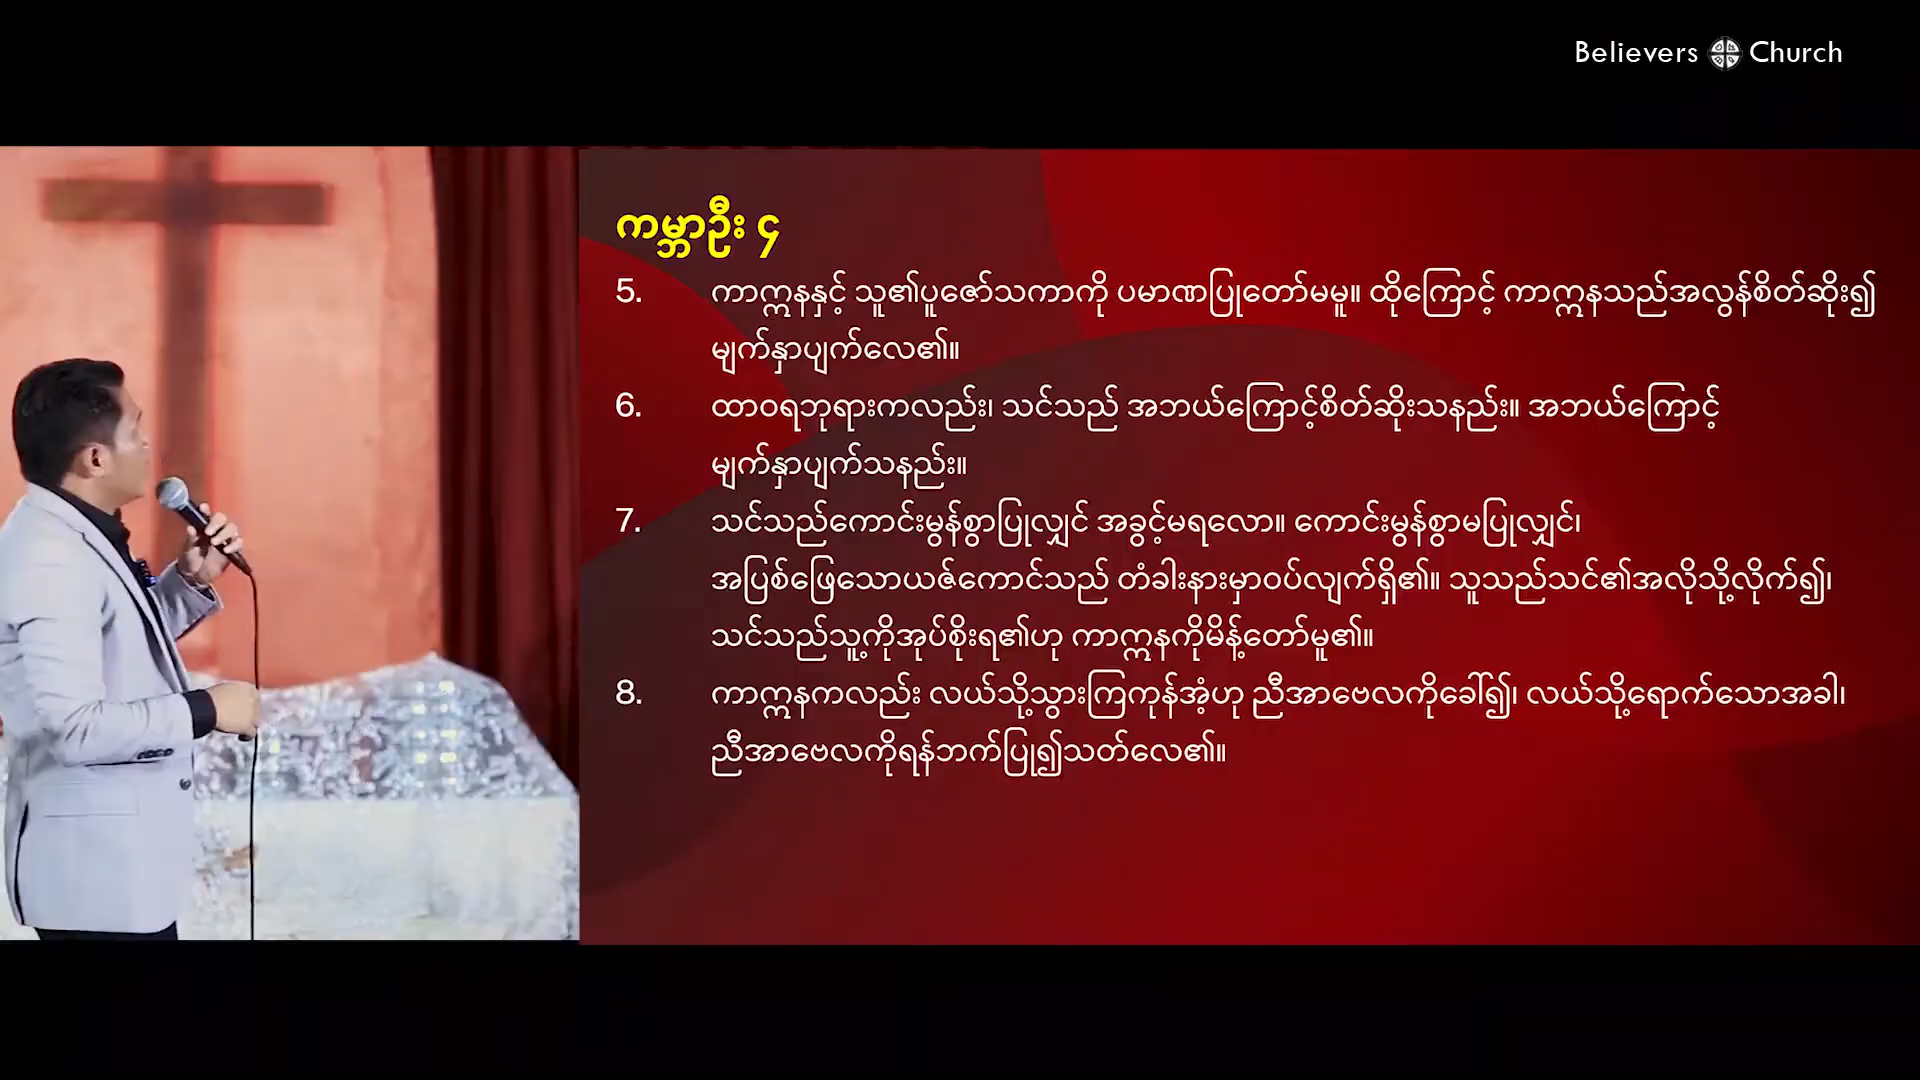 Believers Church
ကမ္ဘာဦး ၄
5. ကာဣနနှင့် သူ၏ပူဇော်သကာကို ပမာဏပြုတော်မမူ။ ထိုကြောင့် ကာဣနသည်အလွန်စိတ်ဆိုး၍
မျက်နှာပျက်လေ၏။
6. ထာဝရဘုရားကလည်း၊ သင်သည် အဘယ်ကြောင့်စိတ်ဆိုးသနည်း။ အဘယ်ကြောင့်
မျက်နှာပျက်သနည်း။
7. သင်သည်ကောင်းမွန်စွာပြုလျှင် အခွင့်မရလော။ ကောင်းမွန်စွာမပြုလျှင်၊
အပြစ်ဖြေသောယဇ်ကောင်သည် တံခါးနားမှာဝပ်လျက်ရှိ၏။ သူသည်သင်၏အလိုသို့လိုက်၍၊
သင်သည်သူ့ကိုအုပ်စိုးရ၏ဟု ကာဣနကိုမိန့်တော်မူ၏။
8. ကာဣနကလည်း လယ်သို့သွားကြကုန်အံ့ဟု ညီအာဗေလကိုခေါ်၍၊ လယ်သို့ရောက်သောအခါ၊
ညီအာဗေလကိုရန်ဘက်ပြု၍သတ်လေ၏။